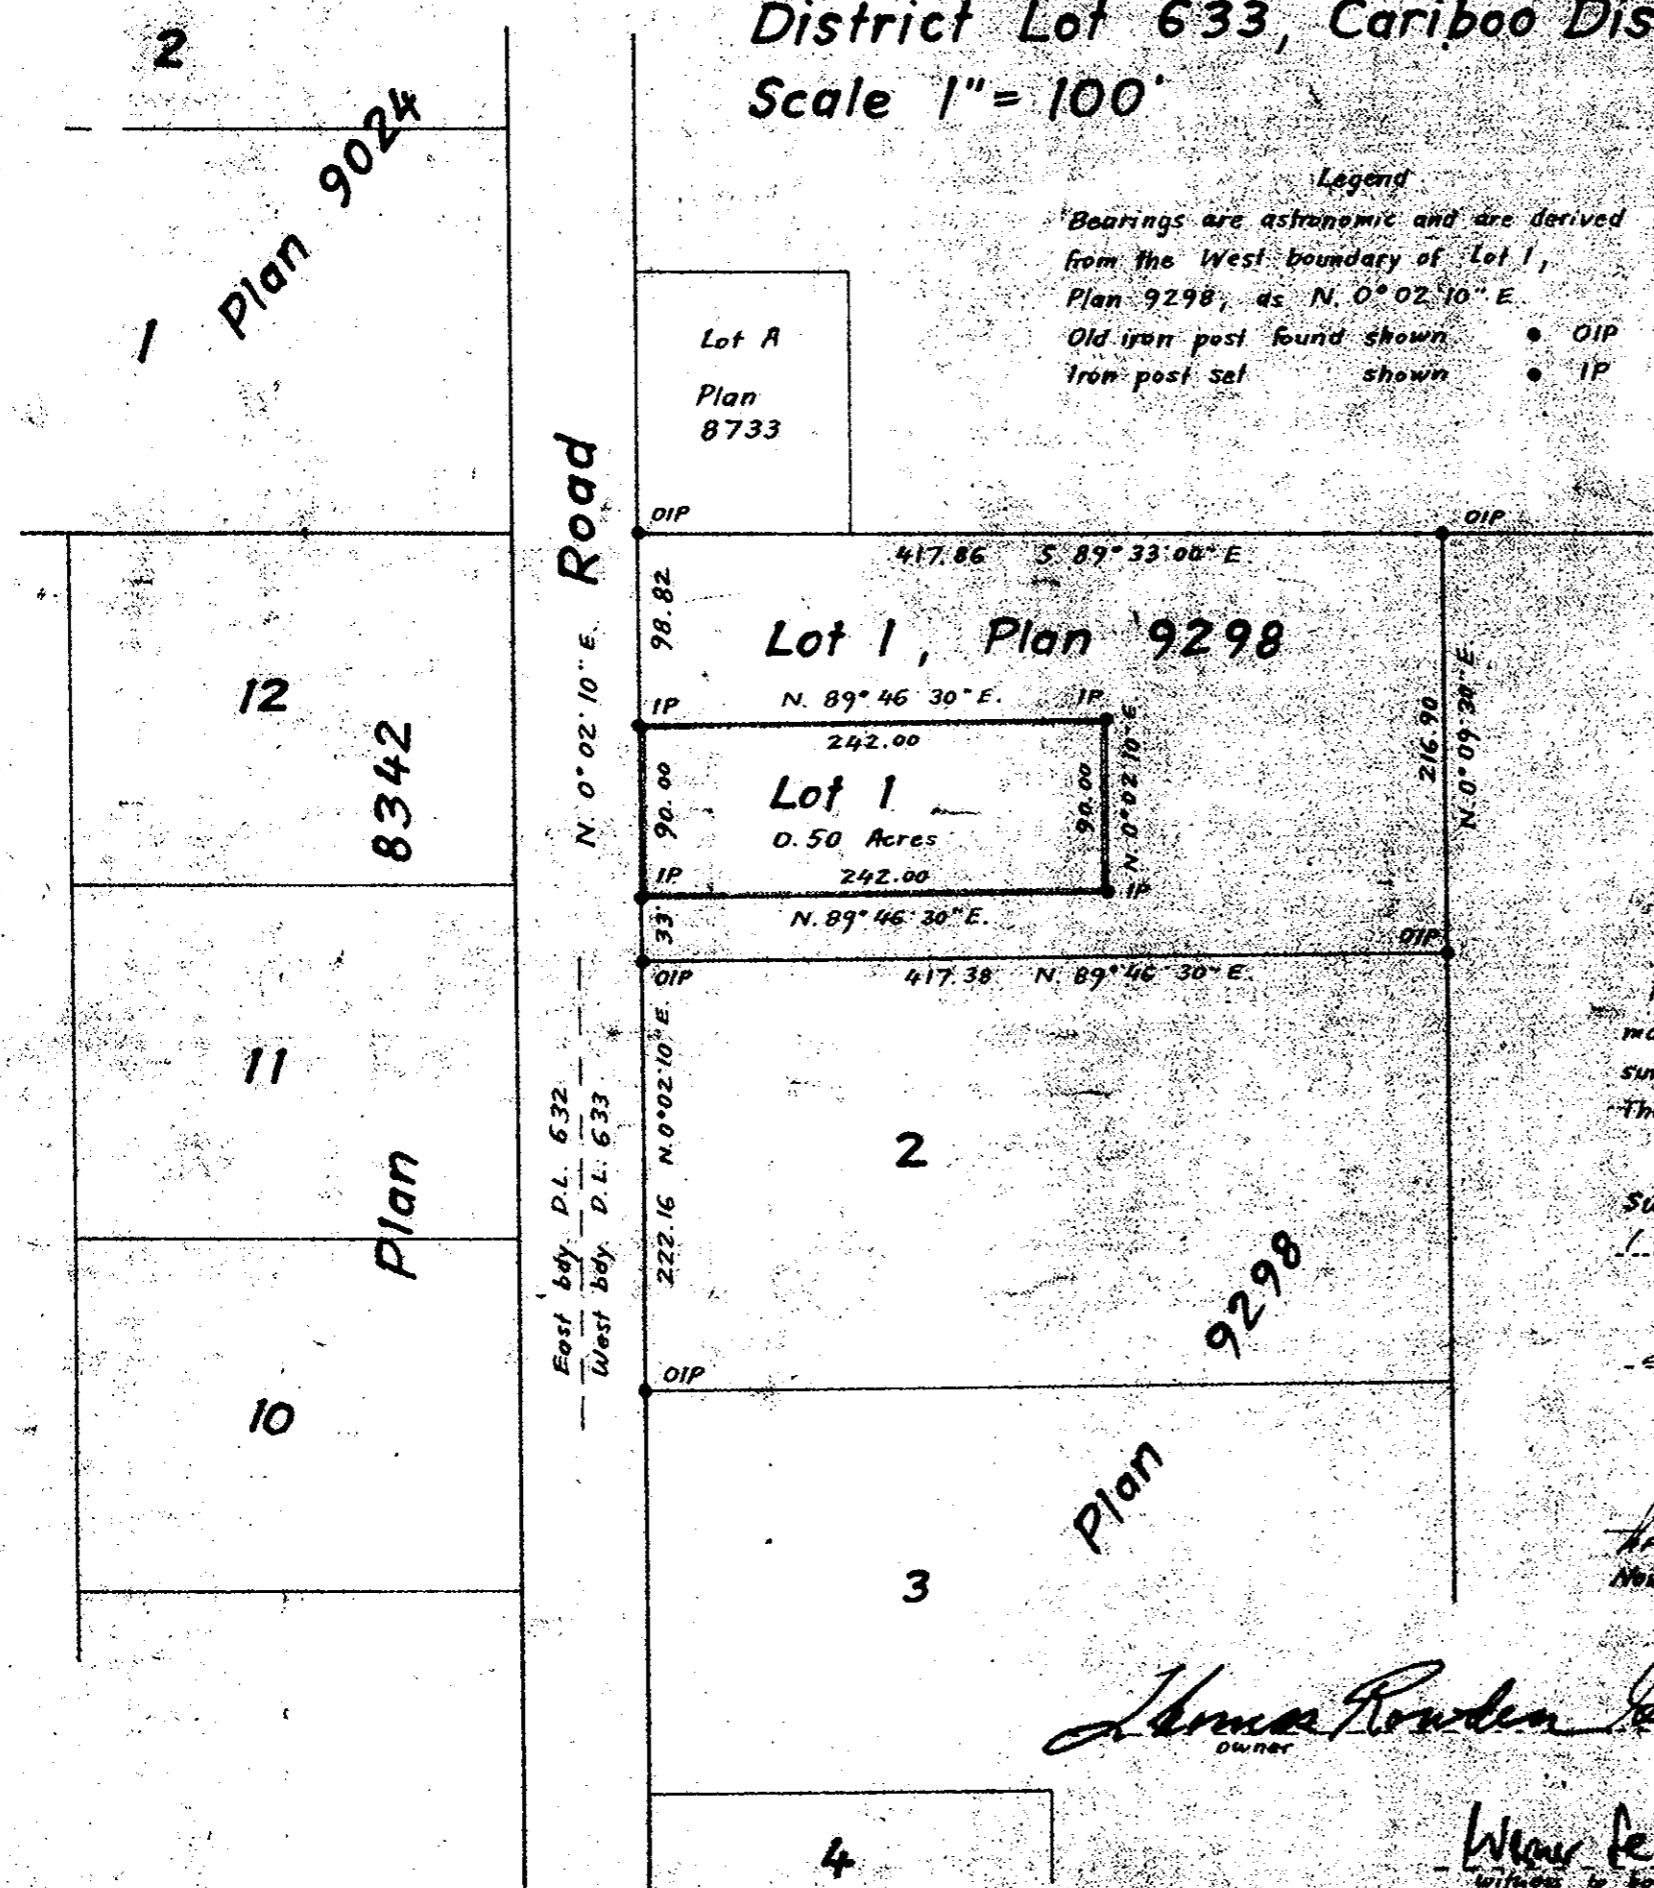 District Lot 633, Cariboo Dis
Scale 1" = 100'
Legend
Bearings are astronomic and are derived
from the West boundary of Lot 1,
Plan 9298, as N. 0° 02' 10" E.
Old iron post found shown • OIP
Iron post set shown • IP
2
Plan 9024
1
Lot A
Plan
8733
Road
N. 0° 02' 10" E.
OIP
OIP
417.86 S. 89° 33' 00" E.
98.82
Lot 1, Plan 9298
12
Plan 8342
IP
N. 89° 46' 30" E.
IP
242.00
90.00
Lot 1
0.50 Acres
90.00
N. 0° 02' 10" E.
216.90
N. 0° 09' 30" E.
IP
242.00
IP
N. 89° 46' 30" E.
33'
OIP
OIP
417.38 N. 89° 46' 30" E.
11
East bdy. D.L. 632
West bdy. D.L. 633
222.16 N. 0° 02' 10" E.
2
Plan 9298
OIP
10
3
Thomas Rowden
owner
4